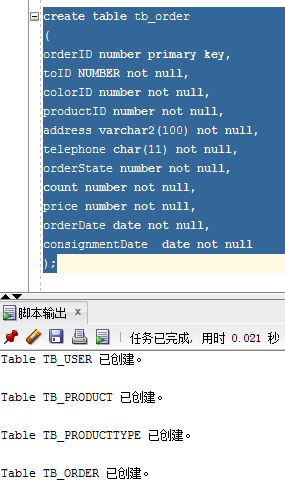 create table tb_order
(
orderID number primary key,
toID NUMBER not null,
colorID number not null,
productID number not null,
address varchar2(100) not null,
telephone char(11) not null,
orderState number not null,
count number not null,
price number not null,
orderDate date not null,
consignmentDate  date not null
);
脚本输出 x
任务已完成, 用时 0.021 秒
Table TB_USER 已创建。
Table TB_PRODUCT 已创建。
Table TB_PRODUCTTYPE 已创建。
Table TB_ORDER 已创建。